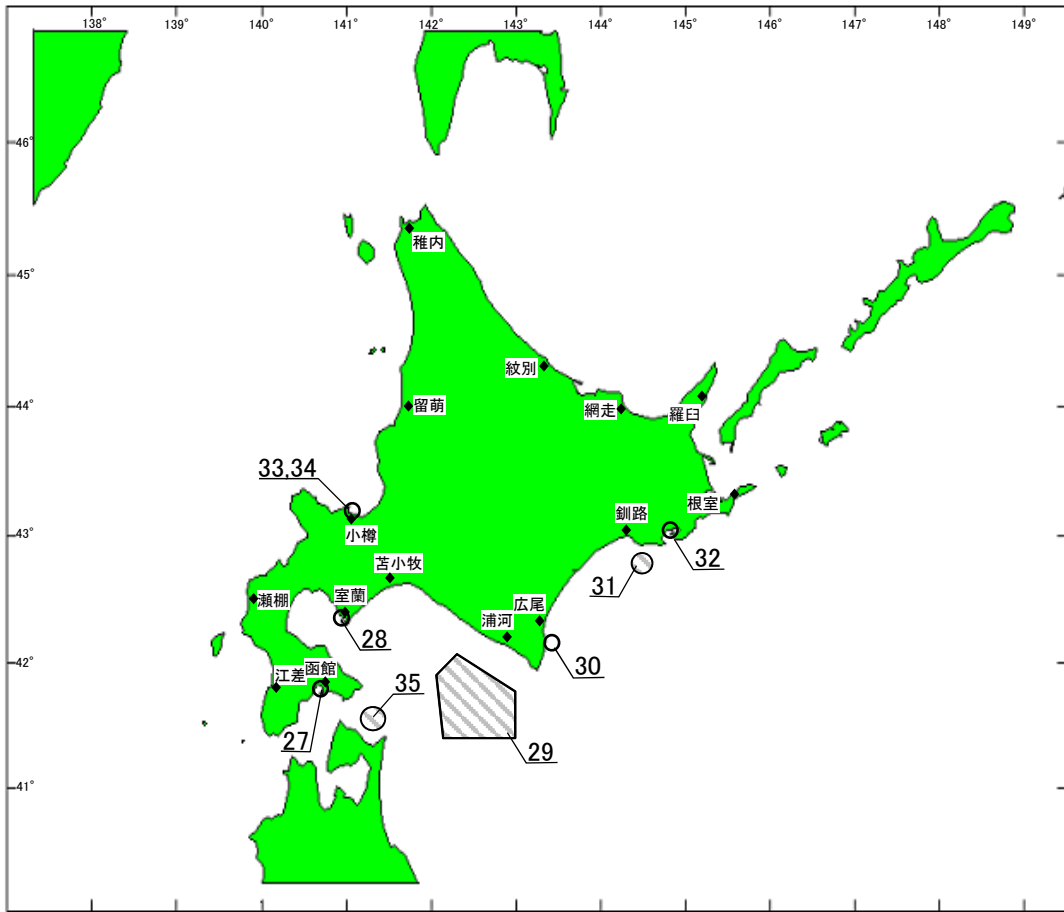 138° 139° 140° 141° 142° 143° 144° 145° 146° 147° 148° 149°
46°
稚内
45°
紋別
44°
留萌
網走
羅臼
33,34
根室
釧路
43°
小樽
32
苫小牧
31
瀬棚
室蘭
広尾
浦河
28
30
42°
江差
函館
35
27
29
41°